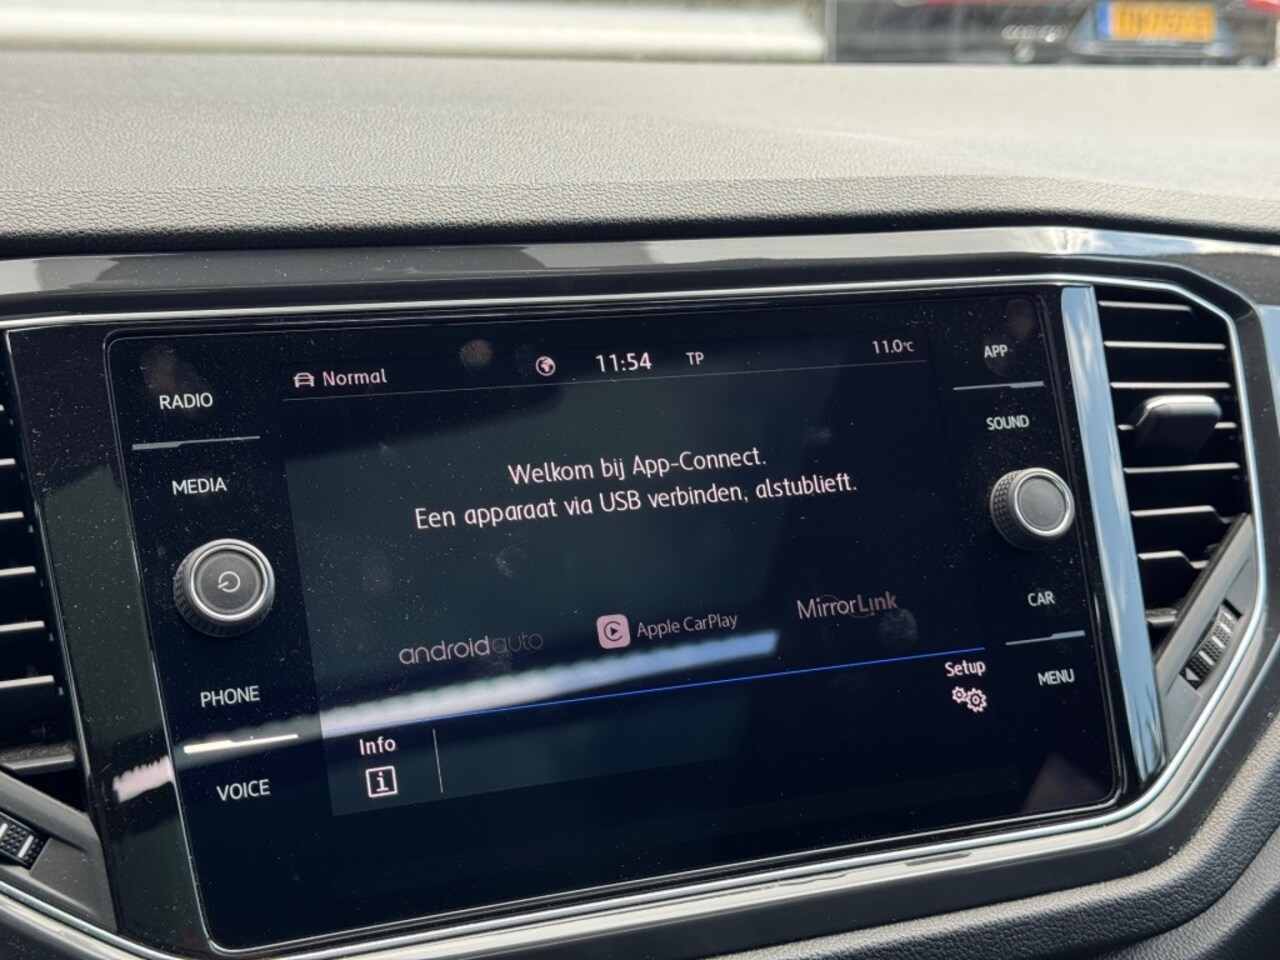 Normal 11:54 TP 11.0°C
RADIO
MEDIA
PHONE
VOICE
Welkom bij App-Connect.
Een apparaat via USB verbinden, alstublieft.
androidauto Apple CarPlay MirrorLink
Info
i
Setup
APP
SOUND
CAR
MENU